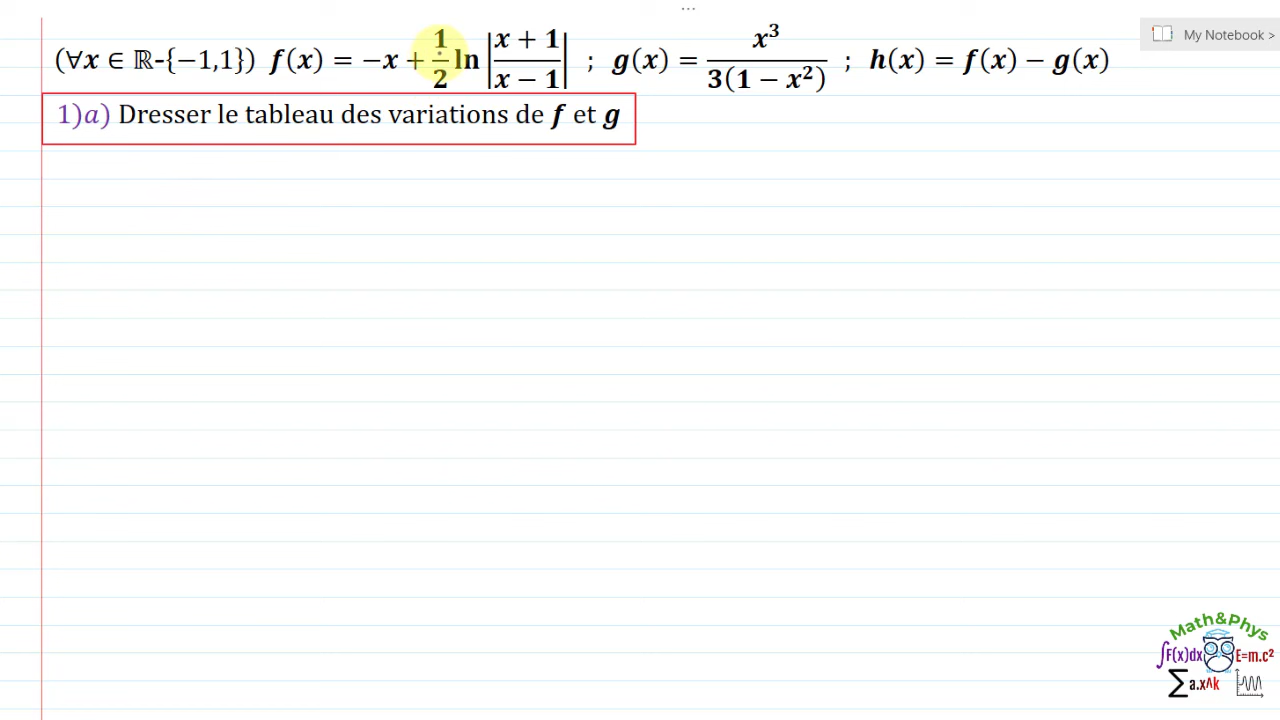 ...
My Notebook >
(∀x ∈ ℝ-{−1,1}) f(x) = −x + 1/2 ln |(x + 1)/(x − 1)| ; g(x) = x³/(3(1 − x²)) ; h(x) = f(x) − g(x)
1)a) Dresser le tableau des variations de f et g
Math&Phys
∫F(x)dx E=m.c²
∑a.x^k